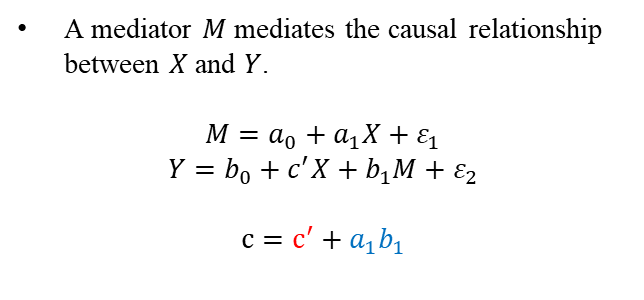 • A mediator M mediates the causal relationship
between X and Y.
M = a₀ + a₁X + ε₁
Y = b₀ + c′X + b₁M + ε₂
c = c′ + a₁b₁